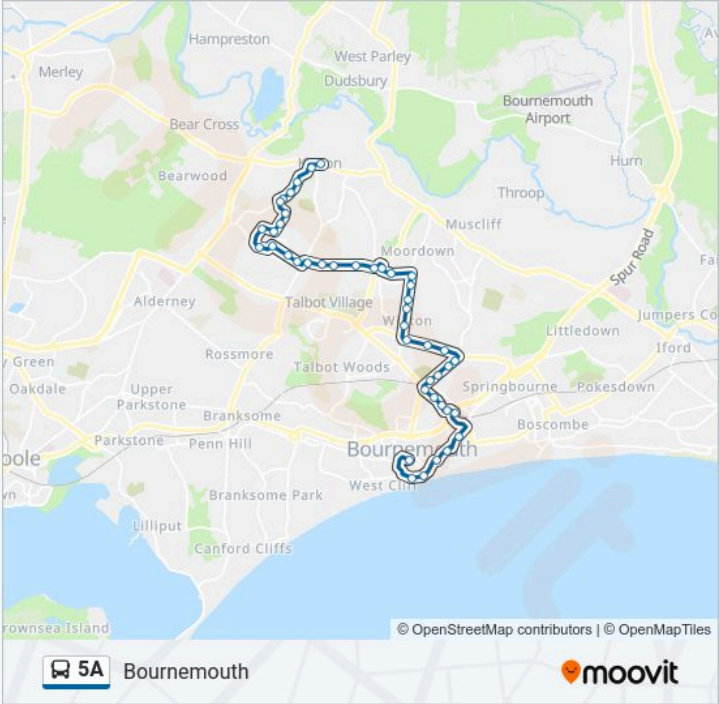 Hampreston
West Parley
Dudsbury
Merley
Bournemouth
Airport
Bear Cross
Hurn
Bearwood
Throop
Muscliff
Moordown
Spur Road
Talbot Village
Alderney
Jumpers Co
Littledown
Iford
y Green
Rossmore
Talbot Woods
Oakdale
Upper
Parkstone
Springbourne
Pokesdown
Branksome
Boscombe
Parkstone
Penn Hill
Bournemouth
oole
West Cliff
Branksome Park
Lilliput
Canford Cliffs
rownsea Island
© OpenStreetMap contributors | © OpenMapTiles
5A
Bournemouth
moovit